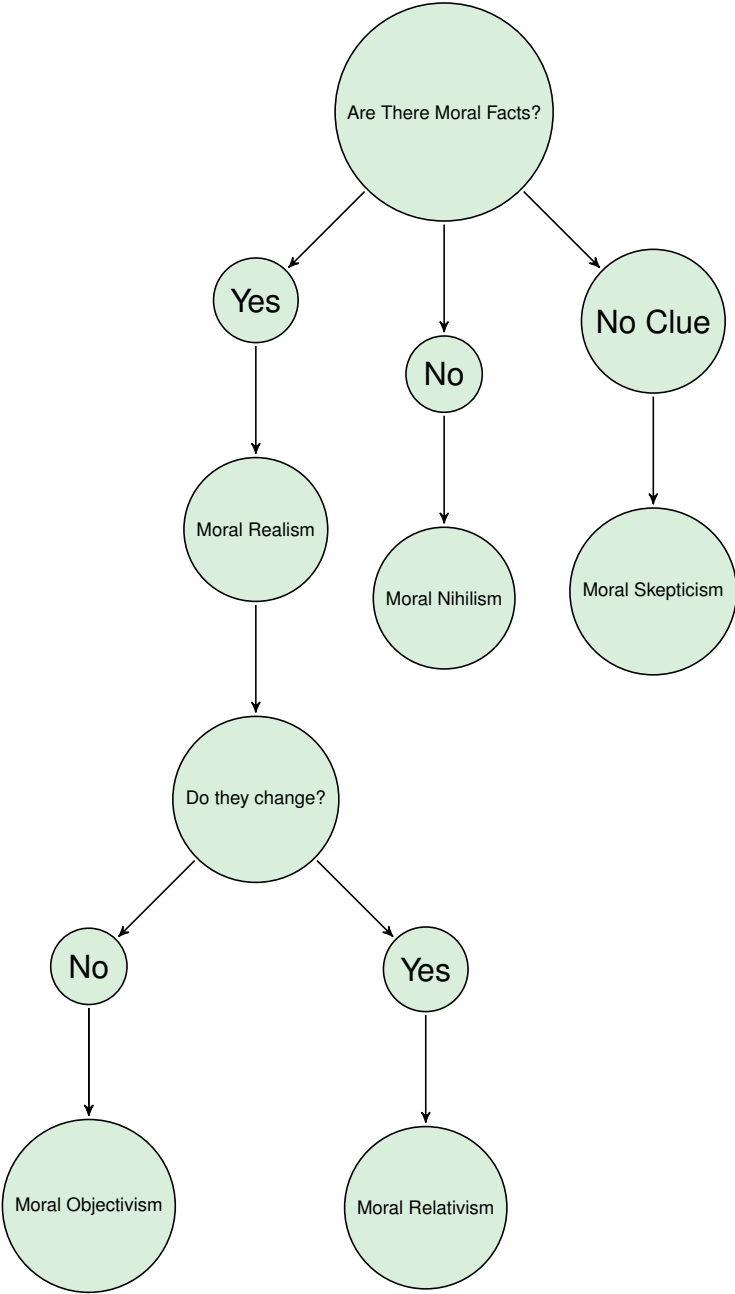 Are There Moral Facts?
Yes
No
No Clue
Moral Realism
Moral Nihilism
Moral Skepticism
Do they change?
No
Yes
Moral Objectivism
Moral Relativism